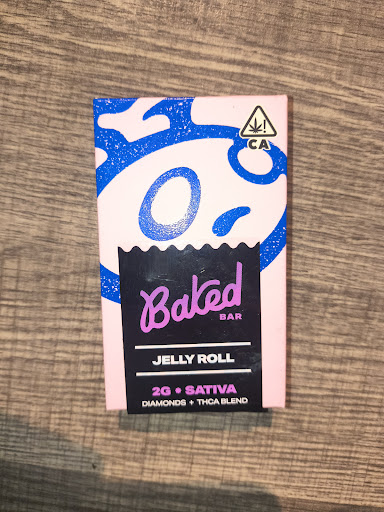 CA
Baked
BAR
JELLY ROLL
2G • SATIVA
DIAMONDS + THCA BLEND